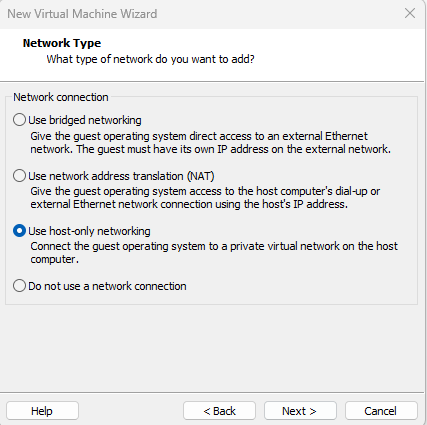 New Virtual Machine Wizard
Network Type
What type of network do you want to add?
Network connection
Use bridged networking
Give the guest operating system direct access to an external Ethernet
network. The guest must have its own IP address on the external network.
Use network address translation (NAT)
Give the guest operating system access to the host computer's dial-up or
external Ethernet network connection using the host's IP address.
Use host-only networking
Connect the guest operating system to a private virtual network on the host
computer.
Do not use a network connection
Help
< Back
Next >
Cancel